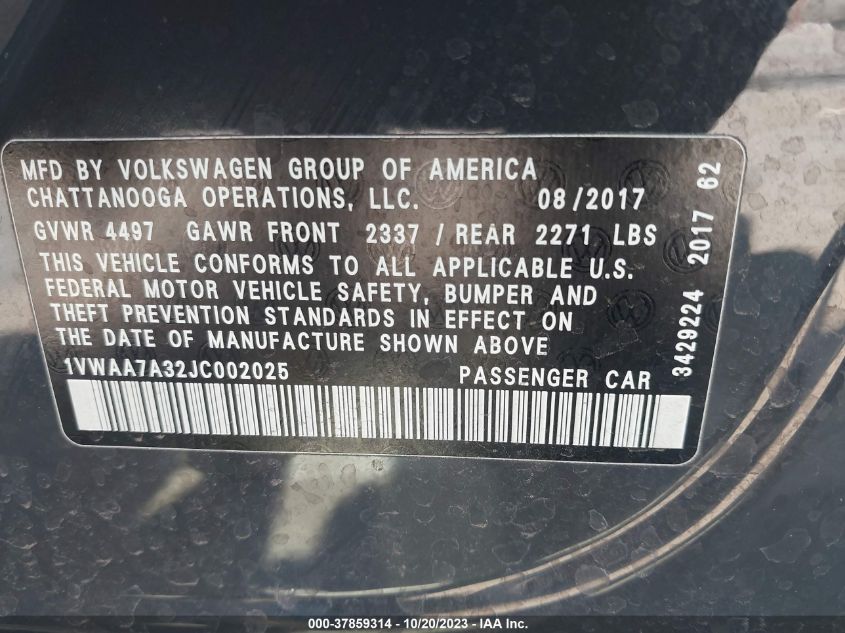 MFD BY VOLKSWAGEN GROUP OF AMERICA
CHATTANOOGA OPERATIONS, LLC. 08/2017
GVWR 4497 GAWR FRONT 2337 / REAR 2271 LBS
THIS VEHICLE CONFORMS TO ALL APPLICABLE U.S.
FEDERAL MOTOR VEHICLE SAFETY, BUMPER AND
THEFT PREVENTION STANDARDS IN EFFECT ON
THE DATE OF MANUFACTURE SHOWN ABOVE
1VWAA7A32JC002025 PASSENGER CAR
3429224 2017 62
000-37859314 - 10/20/2023 - IAA, Inc.